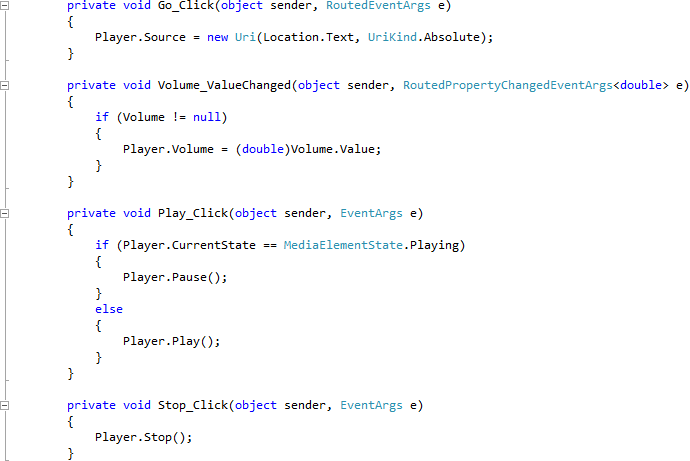 private void Go_Click(object sender, RoutedEventArgs e)
{
    Player.Source = new Uri(Location.Text, UriKind.Absolute);
}

private void Volume_ValueChanged(object sender, RoutedPropertyChangedEventArgs<double> e)
{
    if (Volume != null)
    {
        Player.Volume = (double)Volume.Value;
    }
}

private void Play_Click(object sender, EventArgs e)
{
    if (Player.CurrentState == MediaElementState.Playing)
    {
        Player.Pause();
    }
    else
    {
        Player.Play();
    }
}

private void Stop_Click(object sender, EventArgs e)
{
    Player.Stop();
}